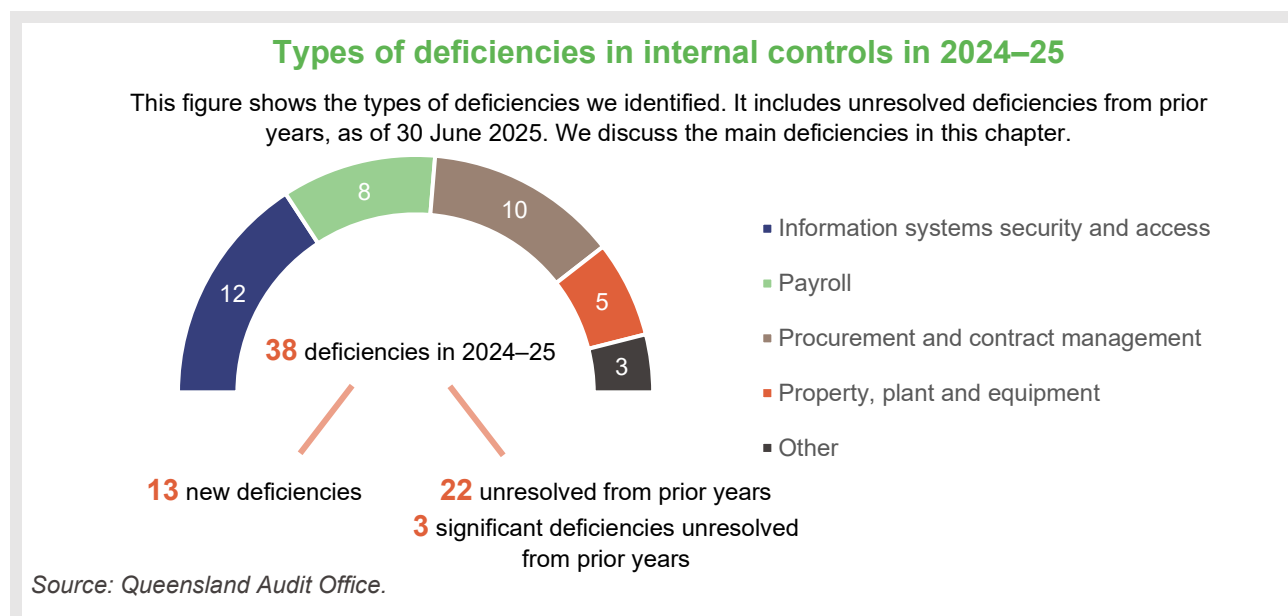 Types of deficiencies in internal controls in 2024–25
This figure shows the types of deficiencies we identified. It includes unresolved deficiencies from prior
years, as of 30 June 2025. We discuss the main deficiencies in this chapter.
12
8
10
5
3
38 deficiencies in 2024–25
13 new deficiencies
22 unresolved from prior years
3 significant deficiencies unresolved
from prior years
Information systems security and access
Payroll
Procurement and contract management
Property, plant and equipment
Other
Source: Queensland Audit Office.